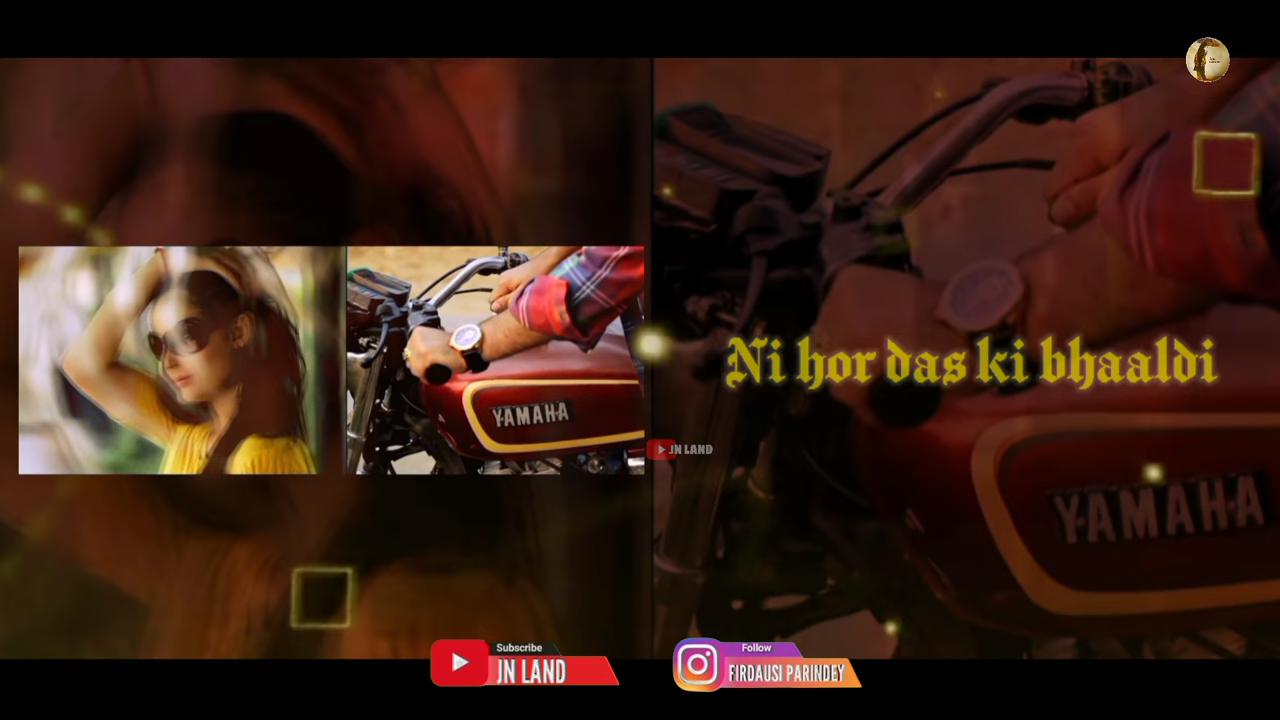 YAMAHA
Ni hor das ki bhaaldi
JN LAND
YAMAHA
Subscribe
JN LAND
Follow
FIRDAUSI PARINDEY